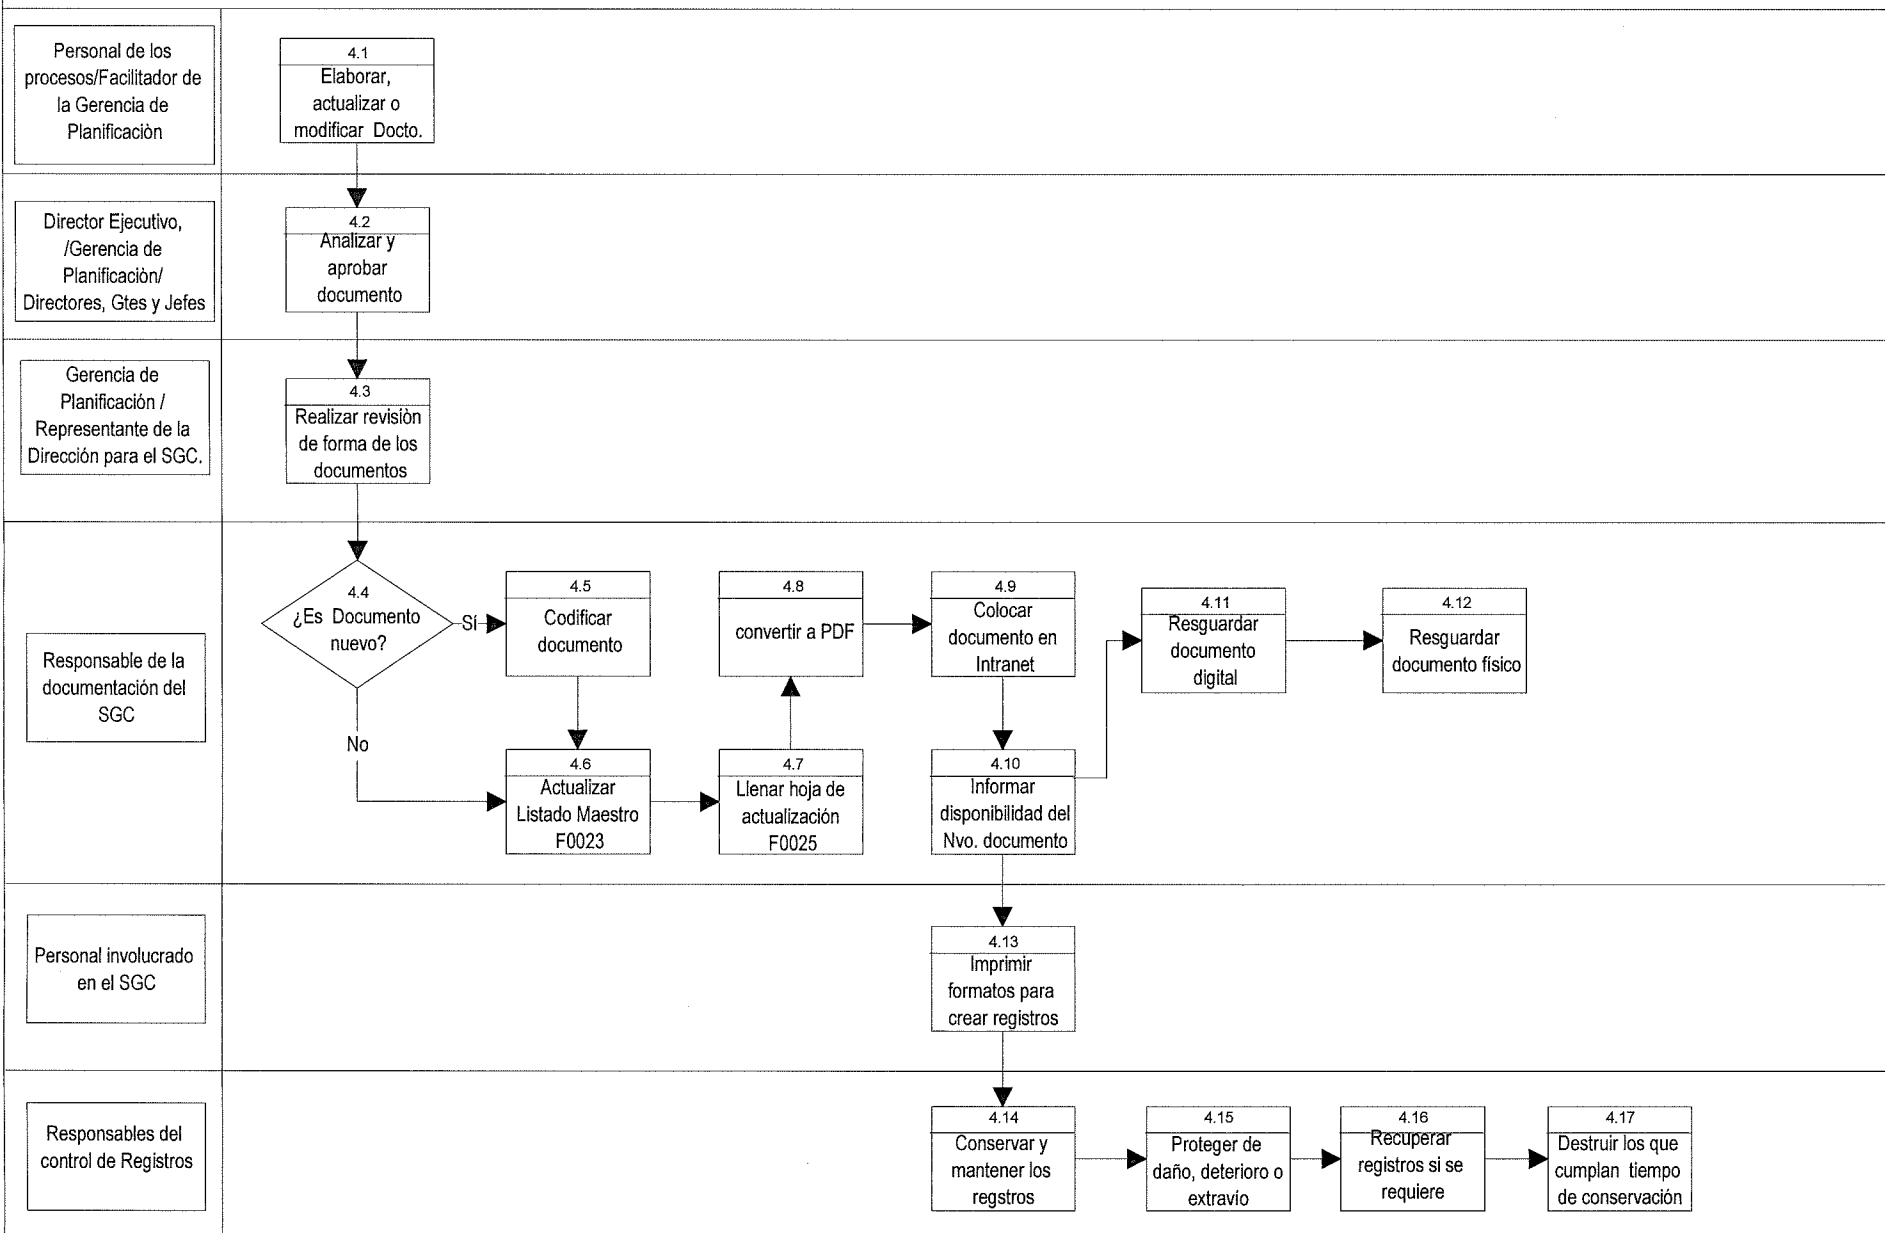 Personal de los
procesos/Facilitador de
la Gerencia de
Planificaciòn
4.1
Elaborar,
actualizar o
modificar Docto.
Director Ejecutivo,
/Gerencia de
Planificaciòn/
Directores, Gtes y Jefes
4.2
Analizar y
aprobar
documento
Gerencia de
Planificación /
Representante de la
Dirección para el SGC.
4.3
Realizar revisiòn
de forma de los
documentos
Responsable de la
documentación del
SGC
4.4
¿Es Documento
nuevo?
Sí
No
4.5
Codificar
documento
4.6
Actualizar
Listado Maestro
F0023
4.7
Llenar hoja de
actualización
F0025
4.8
convertir a PDF
4.9
Colocar
documento en
Intranet
4.10
Informar
disponibilidad del
Nvo. documento
4.11
Resguardar
documento
digital
4.12
Resguardar
documento físico
Personal involucrado
en el SGC
4.13
Imprimir
formatos para
crear registros
Responsables del
control de Registros
4.14
Conservar y
mantener los
regstros
4.15
Proteger de
daño, deterioro o
extravío
4.16
Recuperar
registros si se
requiere
4.17
Destruir los que
cumplan tiempo
de conservación